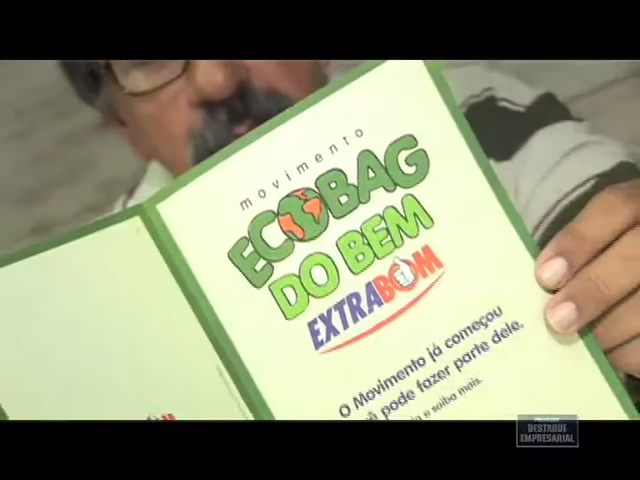 movimento
ECOBAG
DO BEM
EXTRABOM
O Movimento já começou
ê pode fazer parte dele.
e saiba mais.
DESTAQUE
EMPRESARIAL